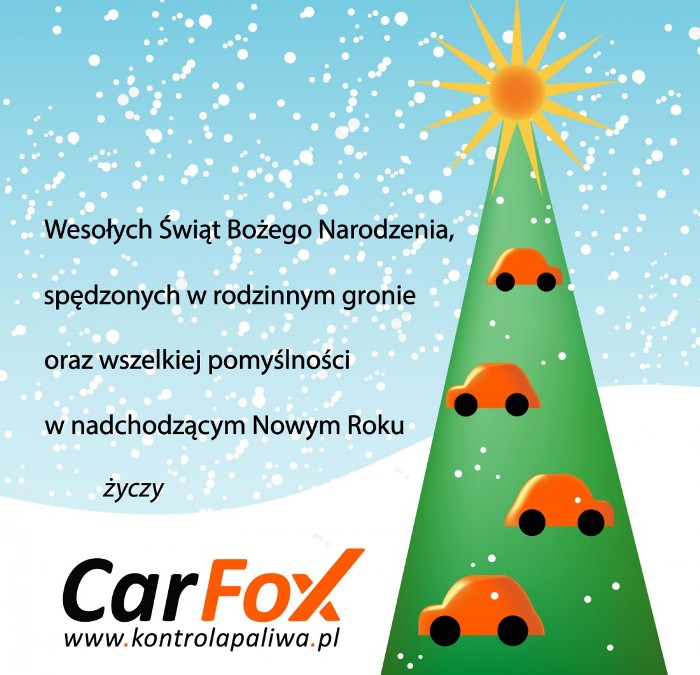 Wesołych Świąt Bożego Narodzenia,
spędzonych w rodzinnym gronie
oraz wszelkiej pomyślności
w nadchodzącym Nowym Roku
życzy
CarFox
www.kontrolapaliwa.pl